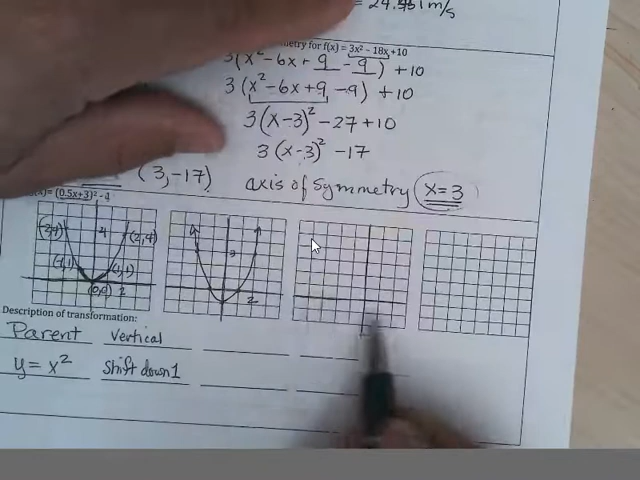 = 24.451 m/s
metry for f(x) = 3x² - 18x + 10
3(x² - 6x + 9 - 9) + 10
3(x² - 6x + 9 - 9) + 10
3(x - 3)² - 27 + 10
3(x - 3)² - 17
(3, -17) axis of symmetry x = 3
= (0.5x+3)² - 4
(-2,4) 4 (2,4)
(-1,1) (1,1)
(0,0) 2
2
Description of transformation:
Parent Vertical
y = x² shift down 1